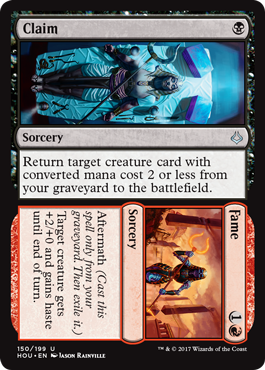 Claim
Sorcery
Return target creature card with
converted mana cost 2 or less from
your graveyard to the battlefield.
Fame
1
Sorcery
Aftermath (Cast this
spell only from your
graveyard. Then exile it.)
Target creature gets
+2/+0 and gains haste
until end of turn.
150/199 U
HOU • EN JASON RAINVILLE
™ & © 2017 Wizards of the Coast